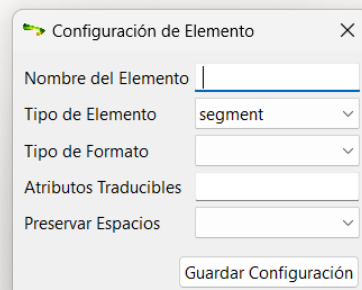 Configuración de Elemento
Nombre del Elemento
Tipo de Elemento segment
Tipo de Formato
Atributos Traducibles
Preservar Espacios
Guardar Configuración